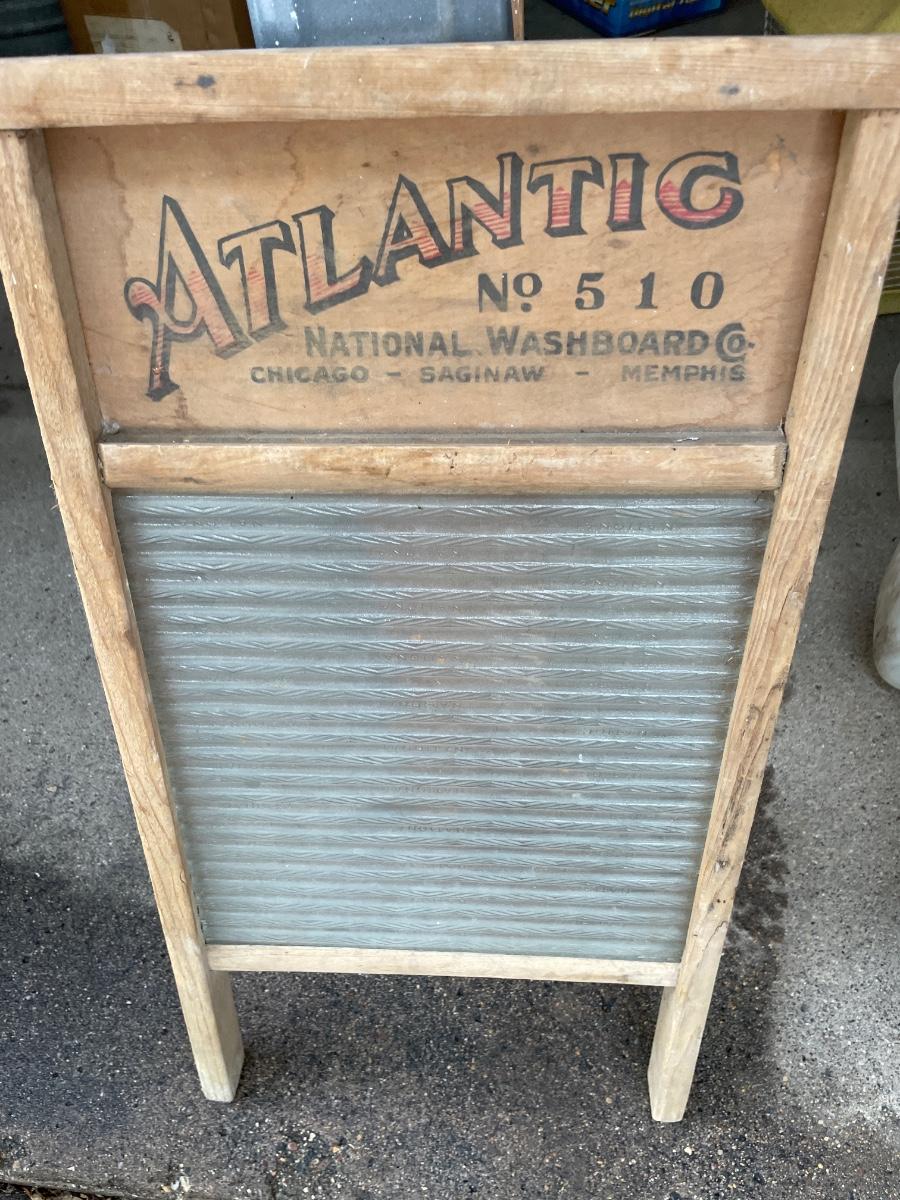 ATLANTIC
No. 510
NATIONAL WASHBOARD Co.
CHICAGO - SAGINAW - MEMPHIS